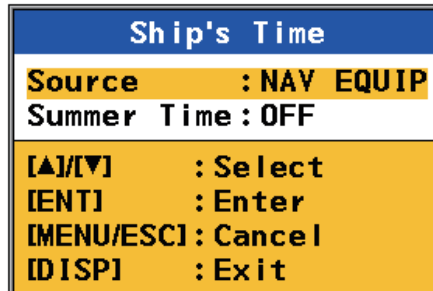 Ship's Time
Source :NAV EQUIP
Summer Time:OFF
[▲]/[▼] :Select
[ENT] :Enter
[MENU/ESC]:Cancel
[DISP] :Exit